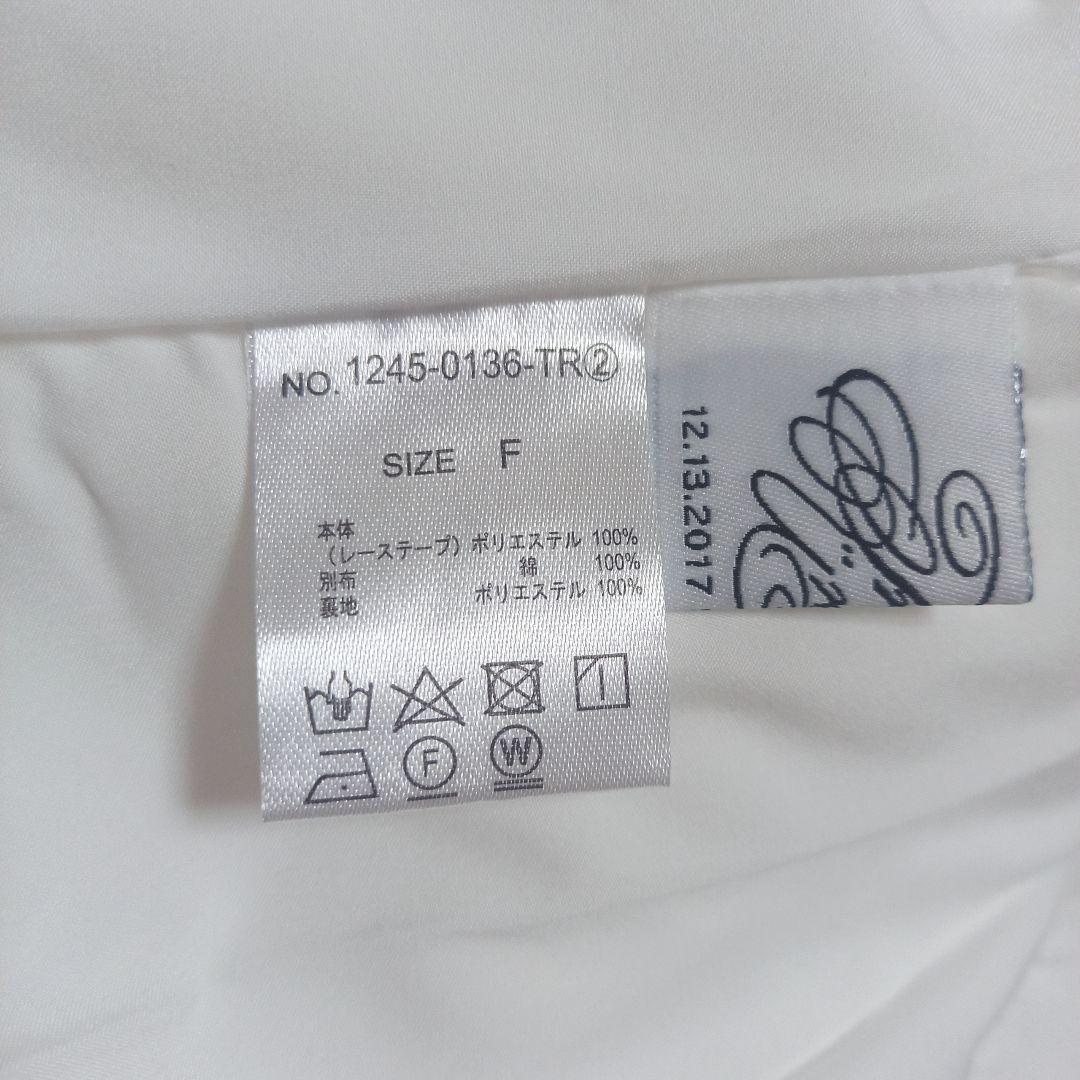 NO. 1245-0136-TR②
SIZE F
本体
（レーステープ） ポリエステル 100%
別布 綿 100%
裏地 ポリエステル 100%
F
W
12.13.2017